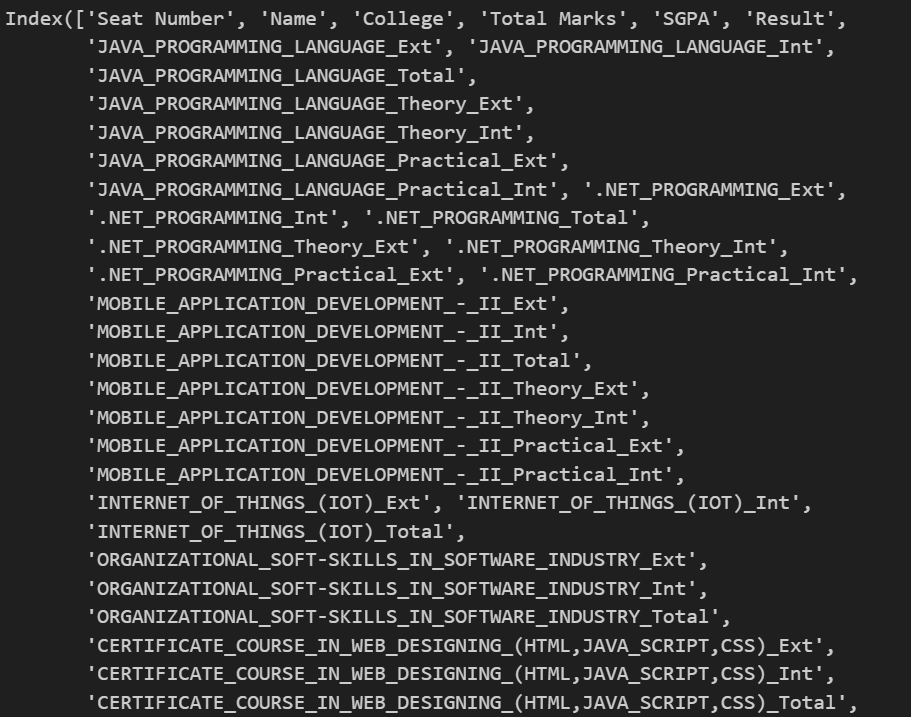 Index(['Seat Number', 'Name', 'College', 'Total Marks', 'SGPA', 'Result',
'JAVA_PROGRAMMING_LANGUAGE_Ext', 'JAVA_PROGRAMMING_LANGUAGE_Int',
'JAVA_PROGRAMMING_LANGUAGE_Total',
'JAVA_PROGRAMMING_LANGUAGE_Theory_Ext',
'JAVA_PROGRAMMING_LANGUAGE_Theory_Int',
'JAVA_PROGRAMMING_LANGUAGE_Practical_Ext',
'JAVA_PROGRAMMING_LANGUAGE_Practical_Int', '.NET_PROGRAMMING_Ext',
'.NET_PROGRAMMING_Int', '.NET_PROGRAMMING_Total',
'.NET_PROGRAMMING_Theory_Ext', '.NET_PROGRAMMING_Theory_Int',
'.NET_PROGRAMMING_Practical_Ext', '.NET_PROGRAMMING_Practical_Int',
'MOBILE_APPLICATION_DEVELOPMENT_-_II_Ext',
'MOBILE_APPLICATION_DEVELOPMENT_-_II_Int',
'MOBILE_APPLICATION_DEVELOPMENT_-_II_Total',
'MOBILE_APPLICATION_DEVELOPMENT_-_II_Theory_Ext',
'MOBILE_APPLICATION_DEVELOPMENT_-_II_Theory_Int',
'MOBILE_APPLICATION_DEVELOPMENT_-_II_Practical_Ext',
'MOBILE_APPLICATION_DEVELOPMENT_-_II_Practical_Int',
'INTERNET_OF_THINGS_(IOT)_Ext', 'INTERNET_OF_THINGS_(IOT)_Int',
'INTERNET_OF_THINGS_(IOT)_Total',
'ORGANIZATIONAL_SOFT-SKILLS_IN_SOFTWARE_INDUSTRY_Ext',
'ORGANIZATIONAL_SOFT-SKILLS_IN_SOFTWARE_INDUSTRY_Int',
'ORGANIZATIONAL_SOFT-SKILLS_IN_SOFTWARE_INDUSTRY_Total',
'CERTIFICATE_COURSE_IN_WEB_DESIGNING_(HTML,JAVA_SCRIPT,CSS)_Ext',
'CERTIFICATE_COURSE_IN_WEB_DESIGNING_(HTML,JAVA_SCRIPT,CSS)_Int',
'CERTIFICATE_COURSE_IN_WEB_DESIGNING_(HTML,JAVA_SCRIPT,CSS)_Total',